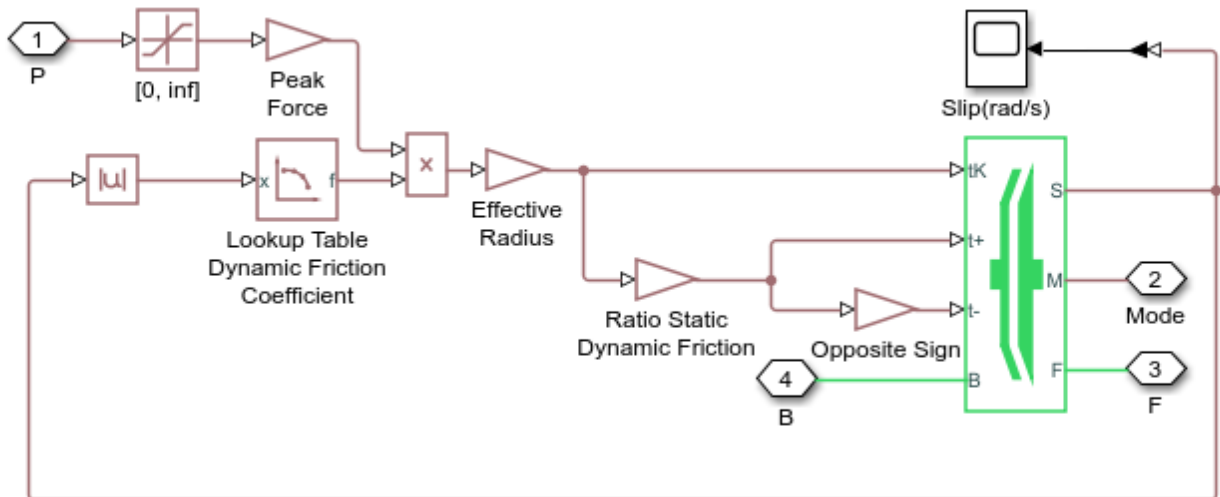 1
P
[0, inf]
Peak
Force
Slip(rad/s)
|u|
x
f
Lookup Table
Dynamic Friction
Coefficient
x
Effective
Radius
Ratio Static
Dynamic Friction
Opposite Sign
tK
t+
t-
B
S
M
F
2
Mode
3
F
4
B